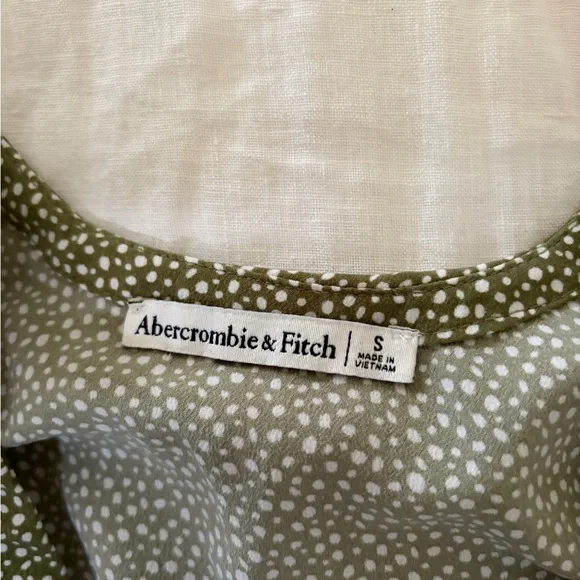 Abercrombie & Fitch | S
MADE IN
VIETNAM